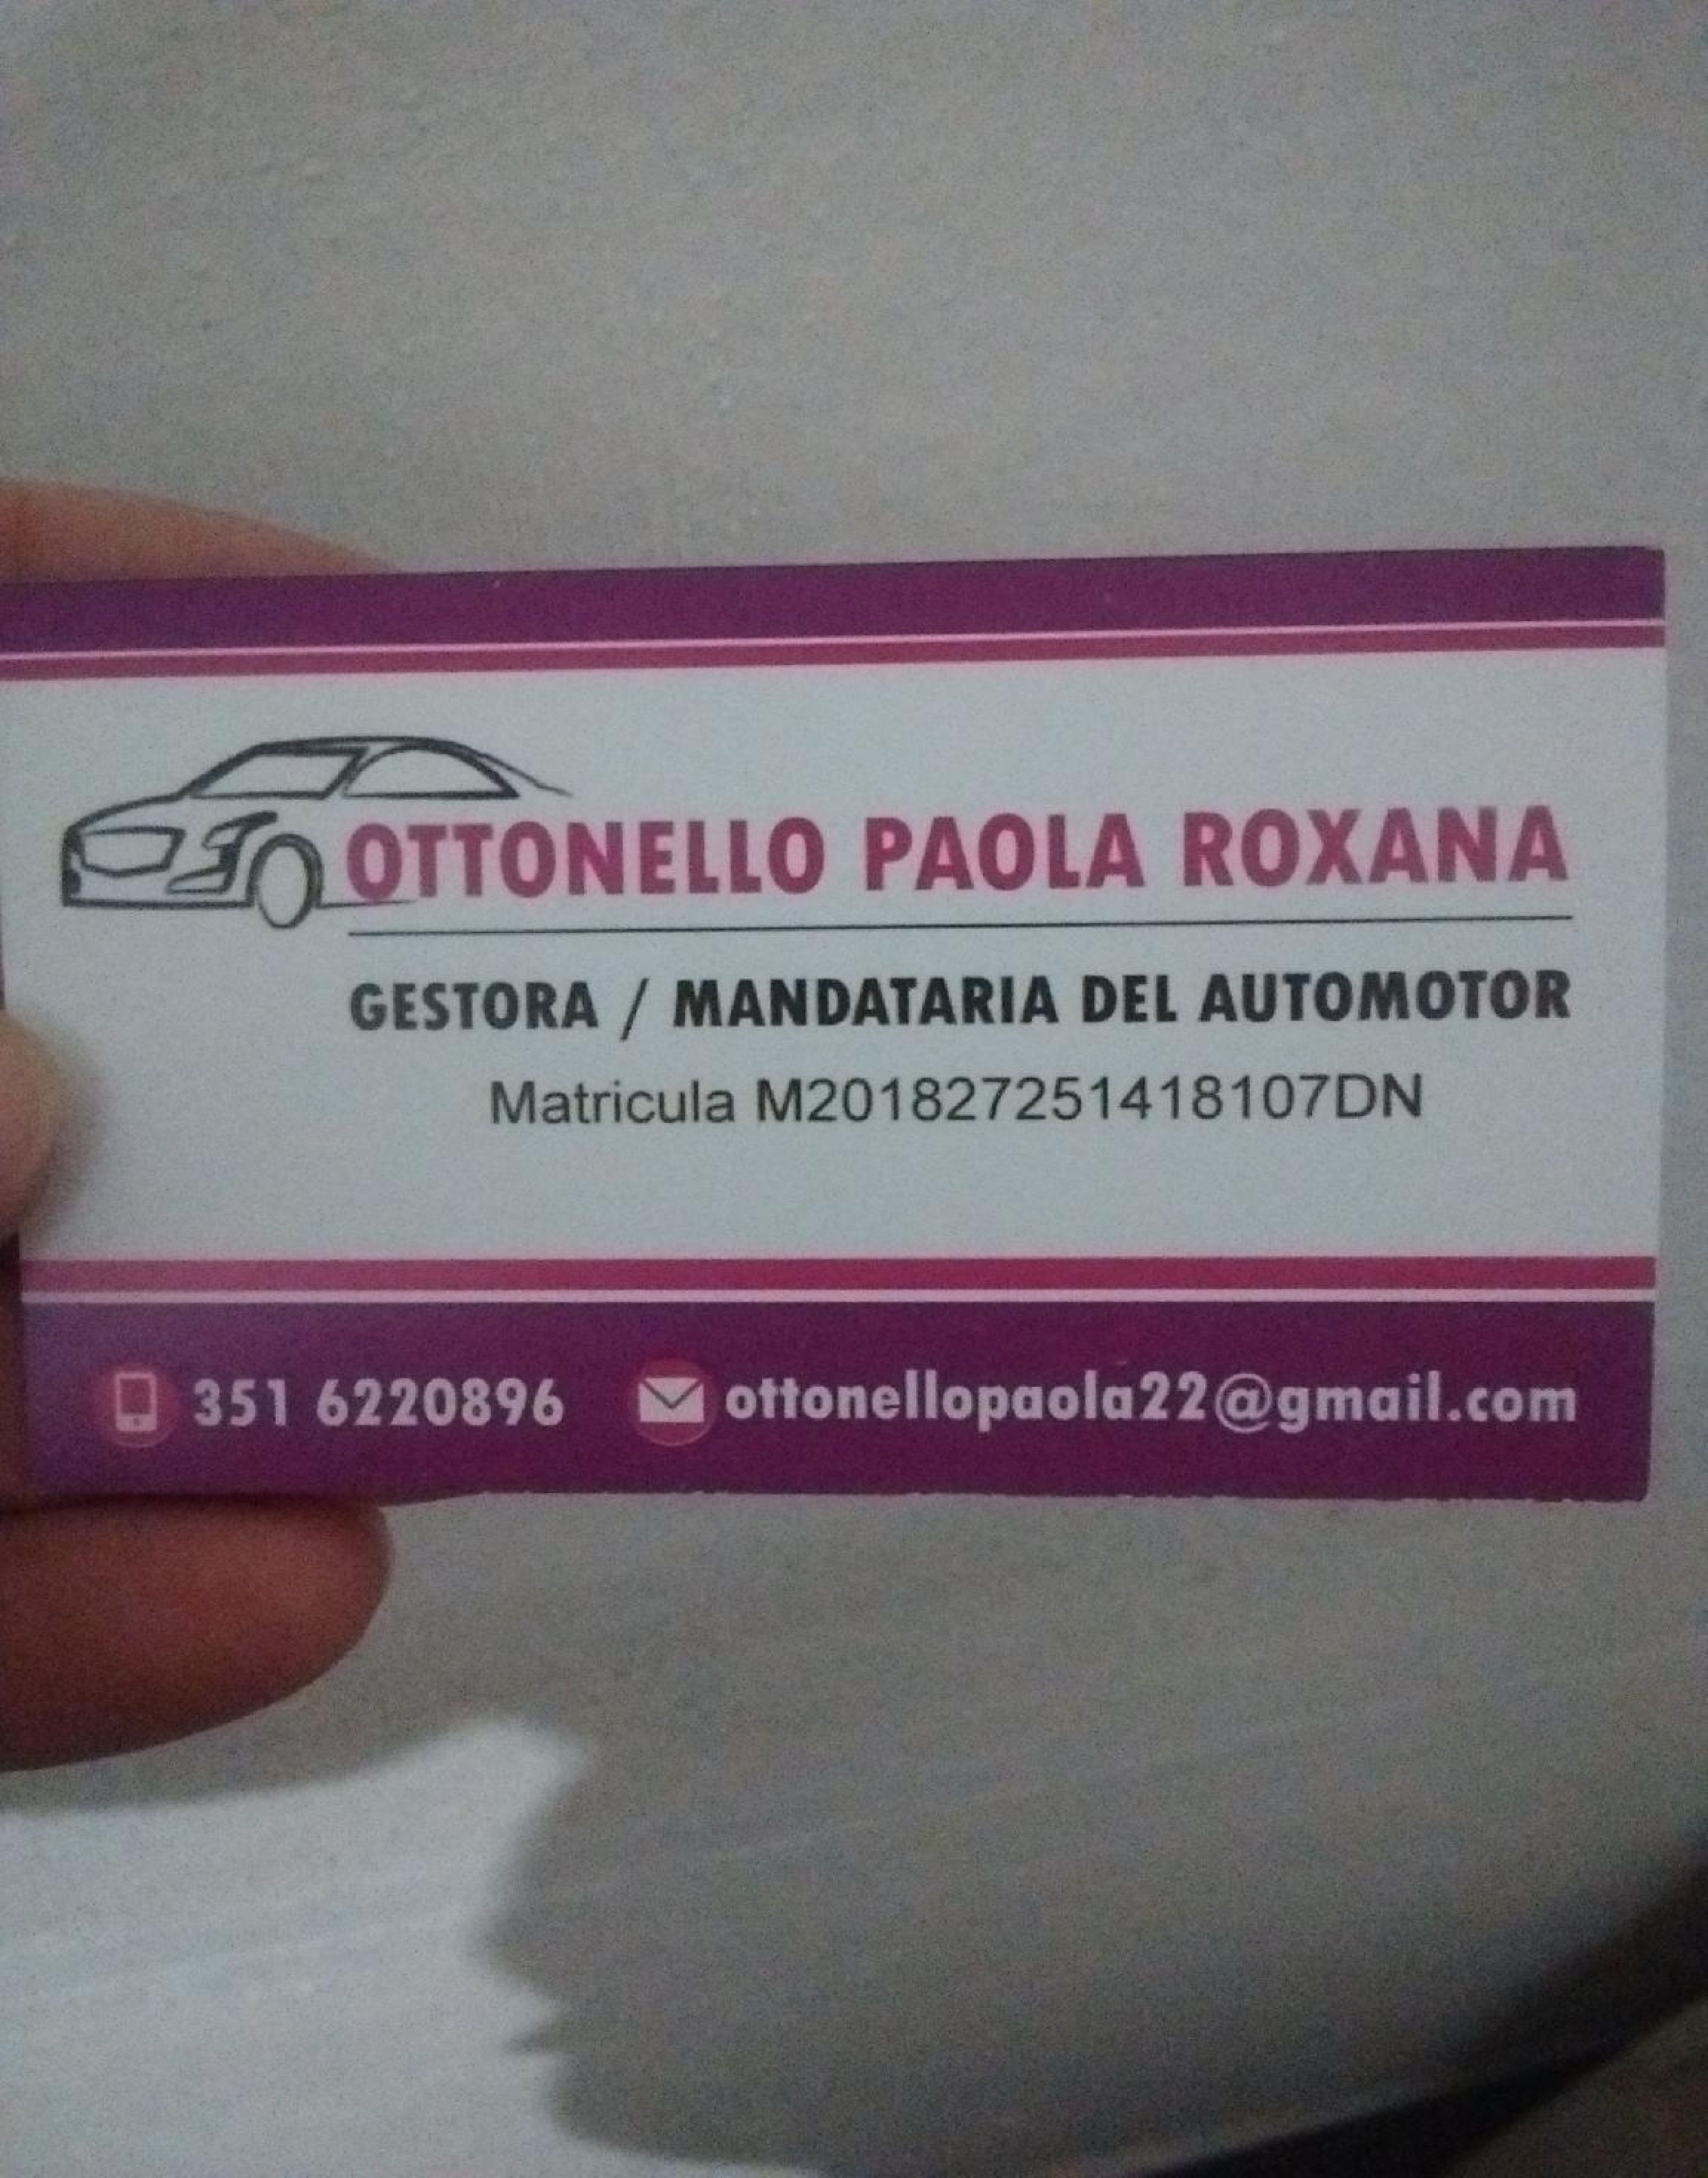 OTTONELLO PAOLA ROXANA
GESTORA / MANDATARIA DEL AUTOMOTOR
Matricula M201827251418107DN
351 6220896 ottonellopaola22@gmail.com